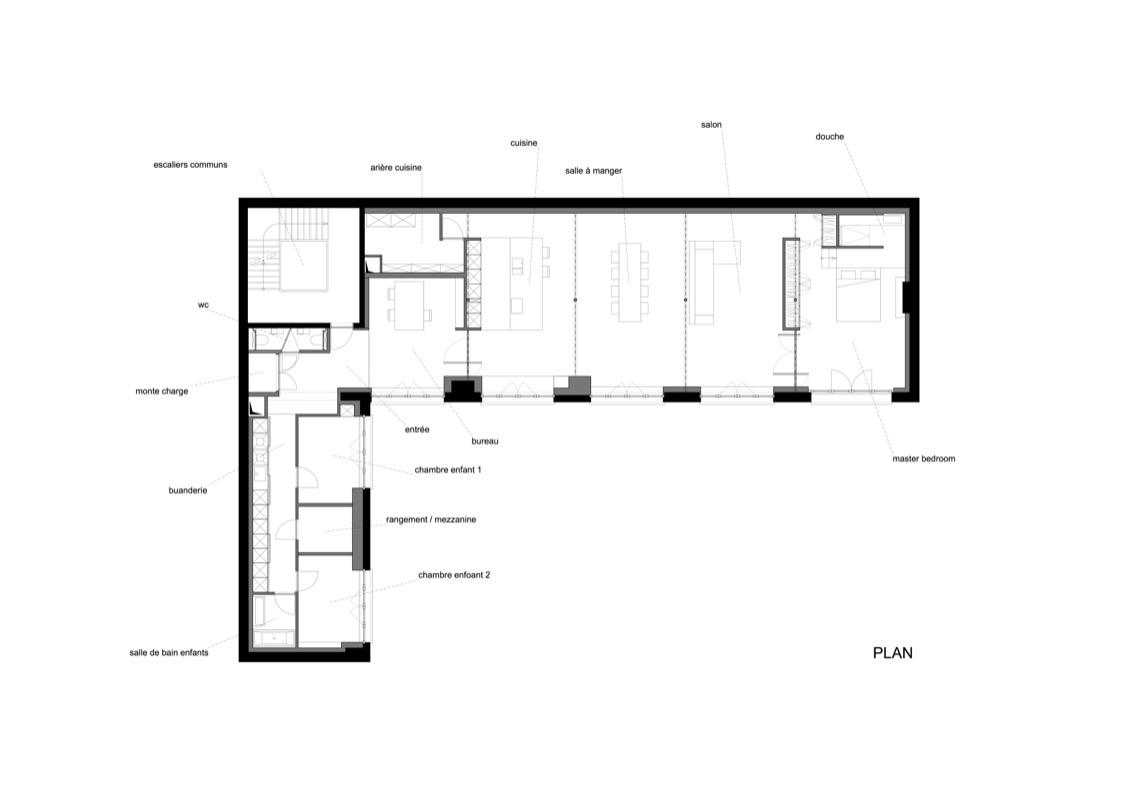 salon
douche
cuisine
escaliers communs
arière cuisine
salle à manger
wc
monte charge
entrée
bureau
master bedroom
chambre enfant 1
buanderie
rangement / mezzanine
chambre enfoant 2
salle de bain enfants
PLAN